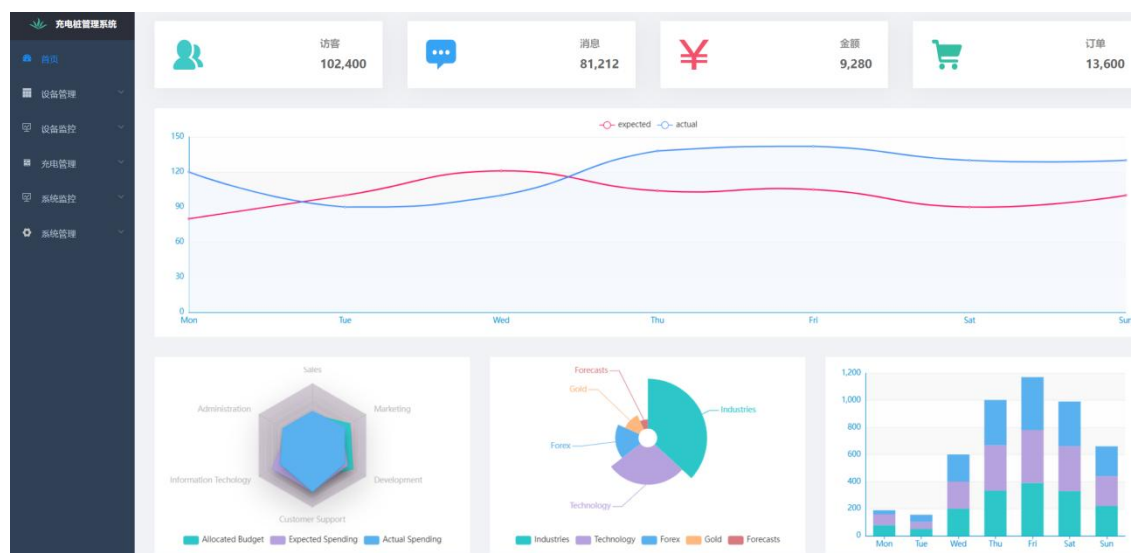 充电桩管理系统
首页
设备管理
设备监控
充电管理
系统监控
系统管理
访客
102,400
消息
81,212
金额
9,280
订单
13,600
expected actual
150
120
90
60
30
0
Mon Tue Wed Thu Fri Sat Sun
Sales
Administration Marketing
Information Techology Development
Customer Support
Allocated Budget Expected Spending Actual Spending
Forecasts
Gold
Industries
Forex
Technology
Industries Technology Forex Gold Forecasts
1,200
1,000
800
600
400
200
0
Mon Tue Wed Thu Fri Sat Sun